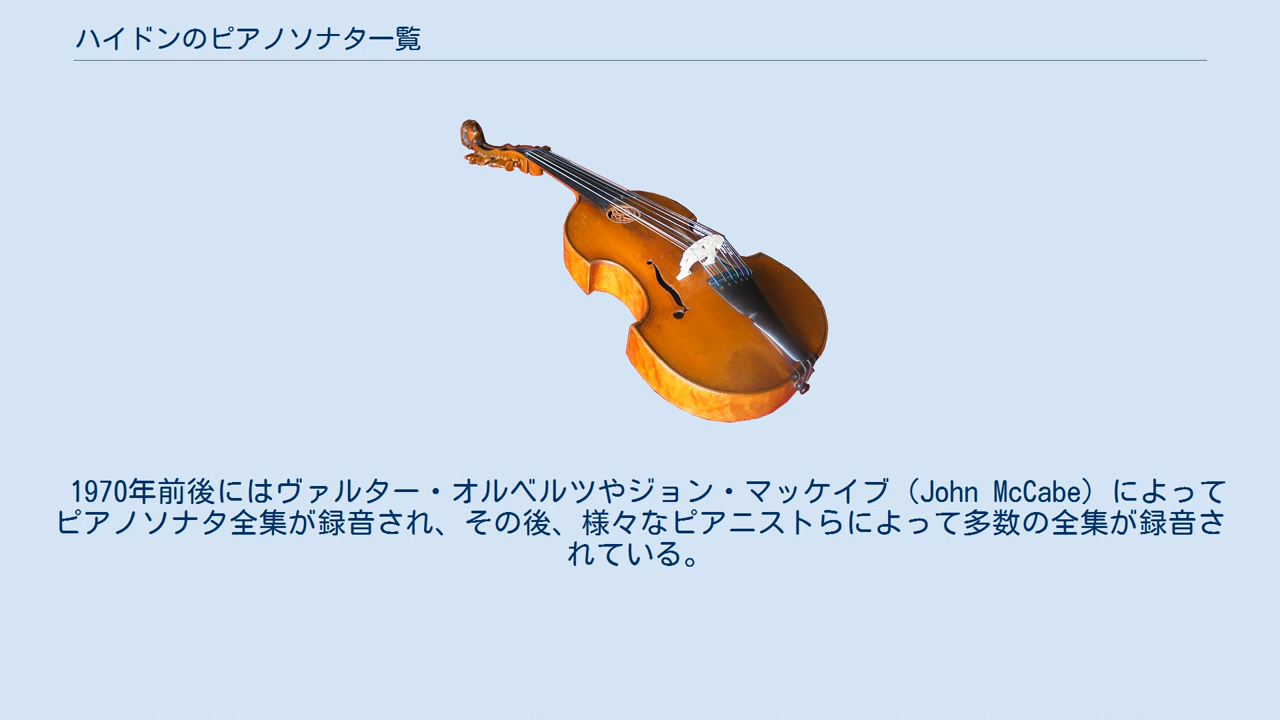 ハイドンのピアノソナタ一覧
1970年前後にはヴァルター・オルベルツやジョン・マッケイブ（John McCabe）によって
ピアノソナタ全集が録音され、その後、様々なピアニストらによって多数の全集が録音さ
れている。